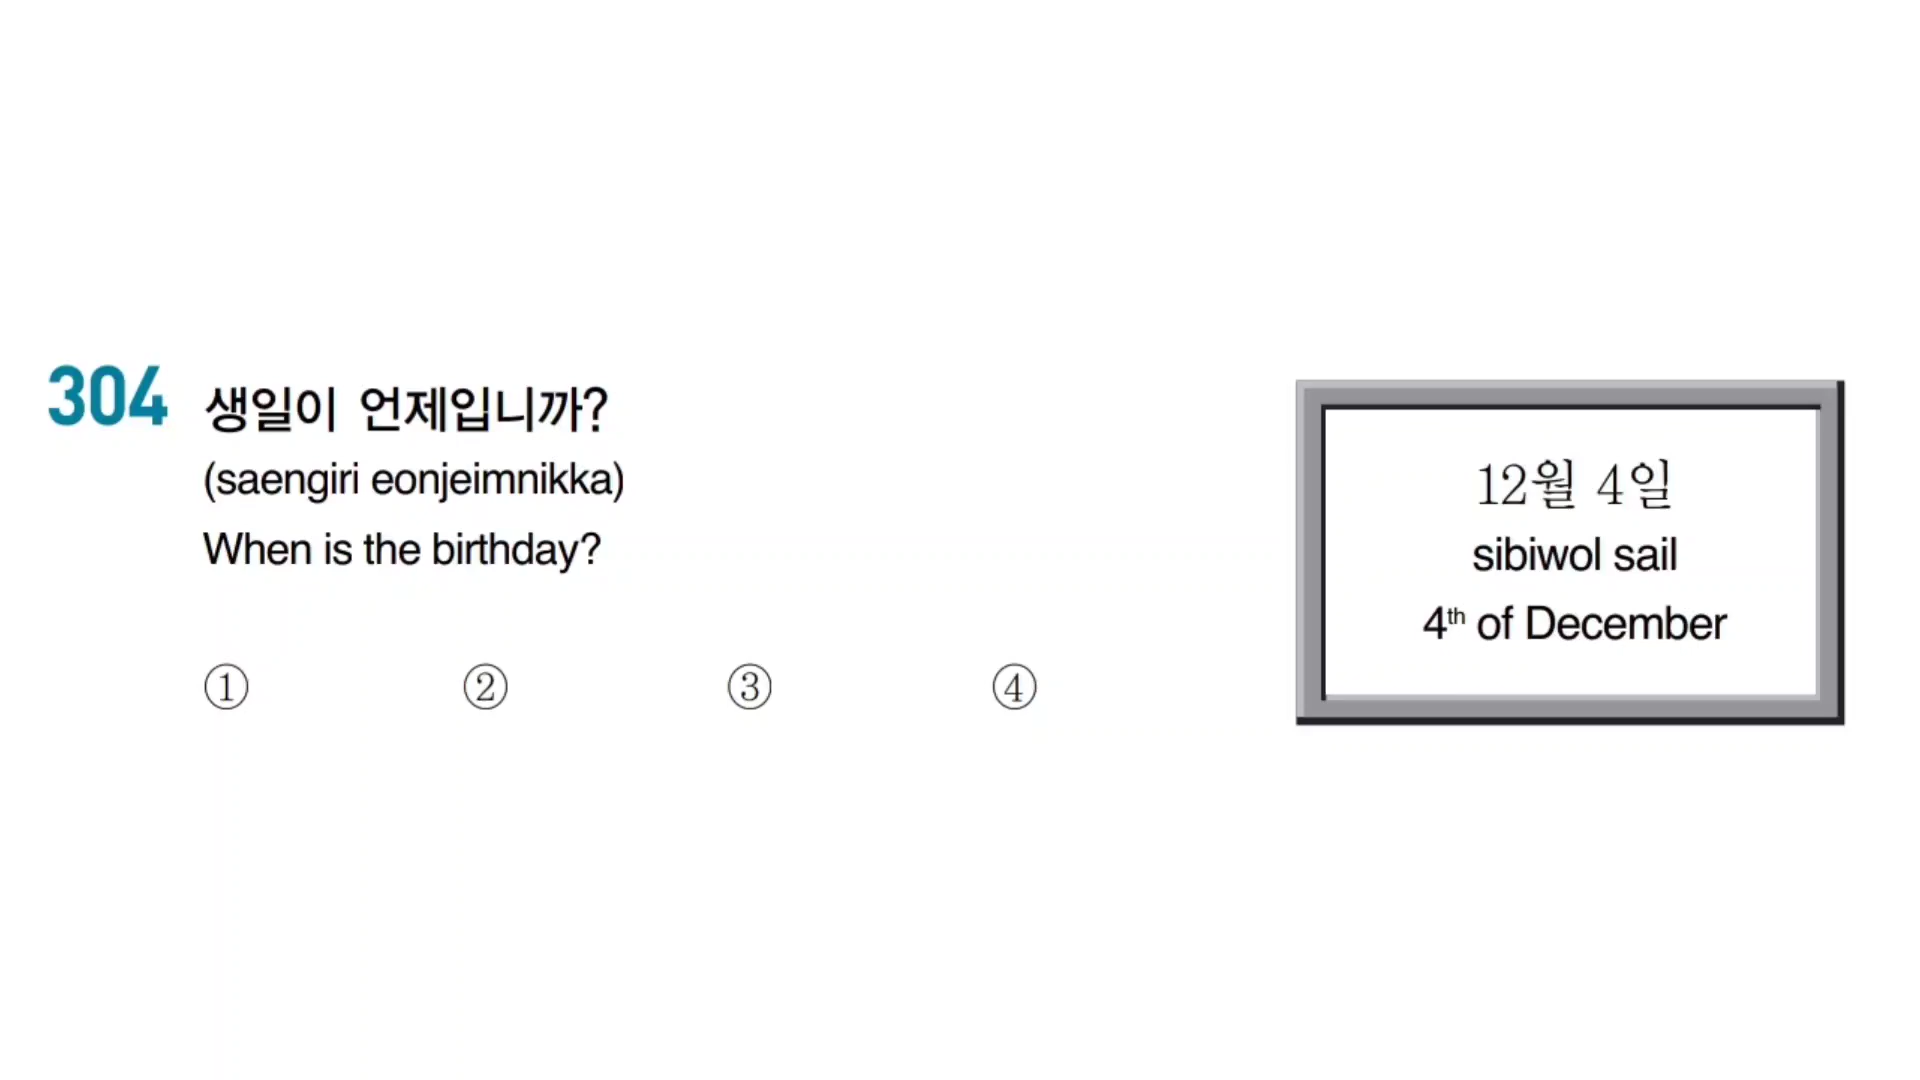 304 생일이 언제입니까?
(saengiri eonjeimnikka)
When is the birthday?
① ② ③ ④
12월 4일
sibiwol sail
4th of December